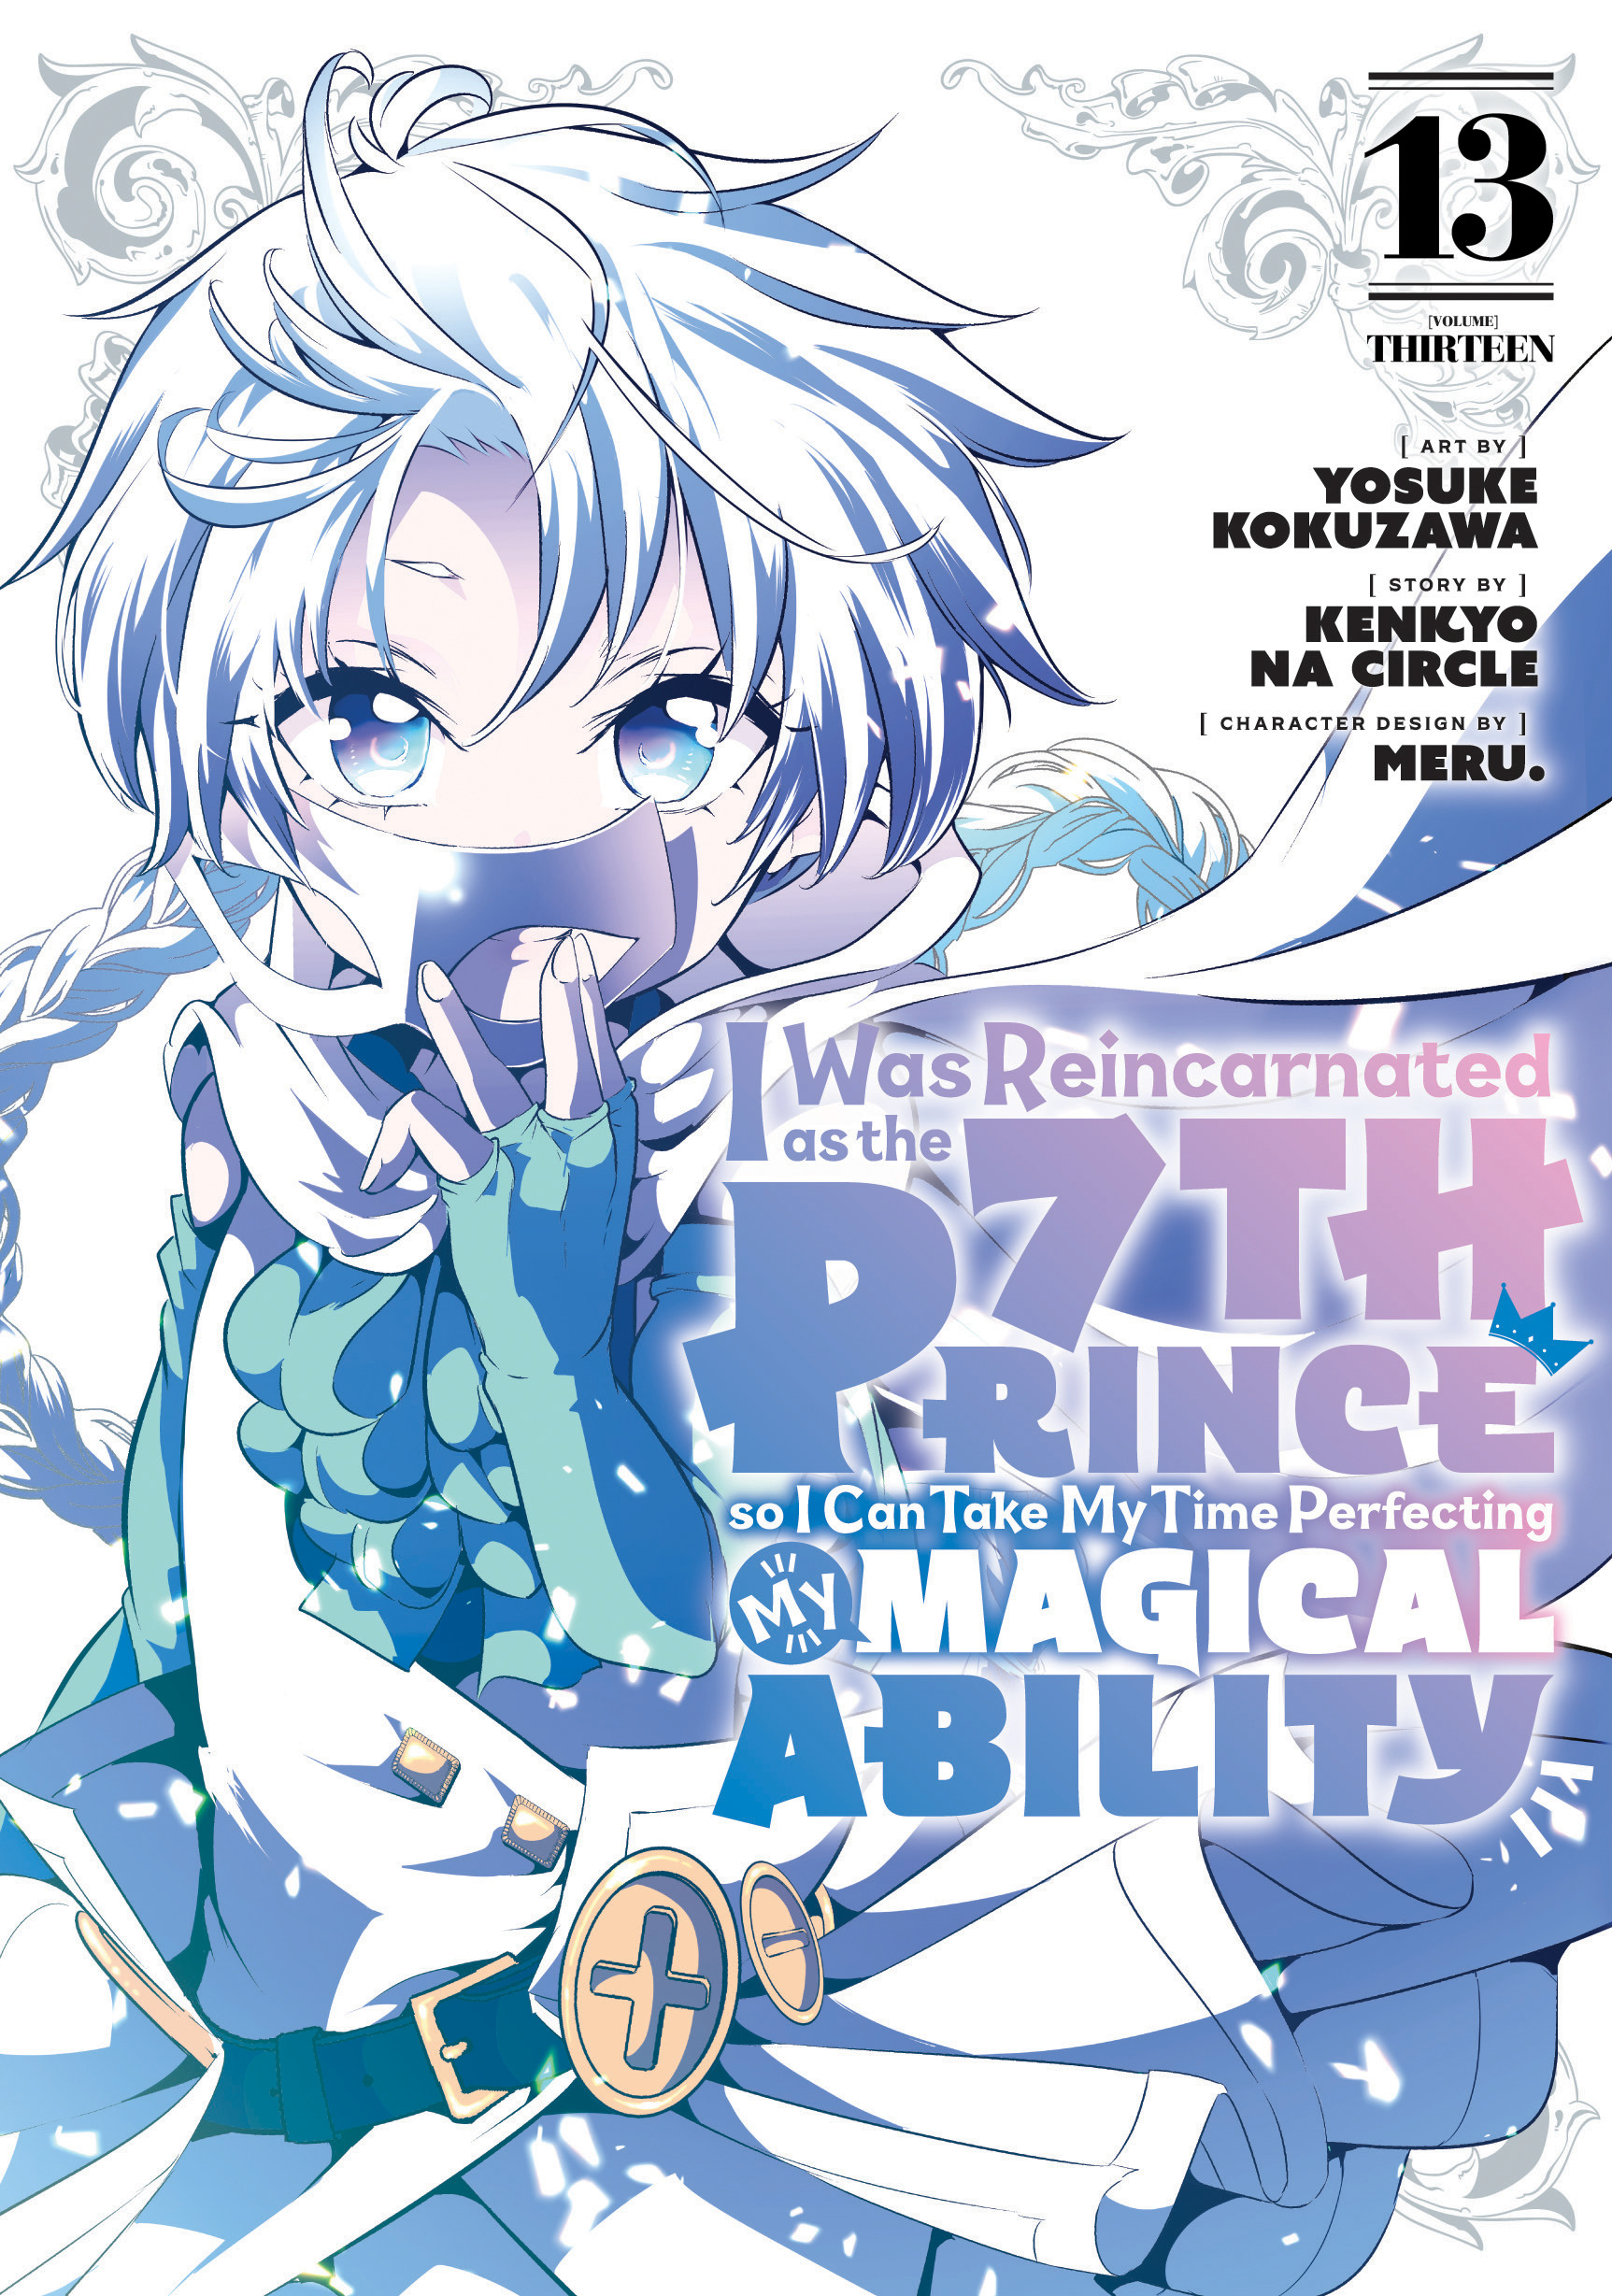 13
[VOLUME]
THIRTEEN
[ ART BY ]
YOSUKE
KOKUZAWA
[ STORY BY ]
KENKYO
NA CIRCLE
[ CHARACTER DESIGN BY ]
MERU.
I Was Reincarnated
as the 7TH
PRINCE
so I Can Take My Time Perfecting
MY MAGICAL
ABILITY